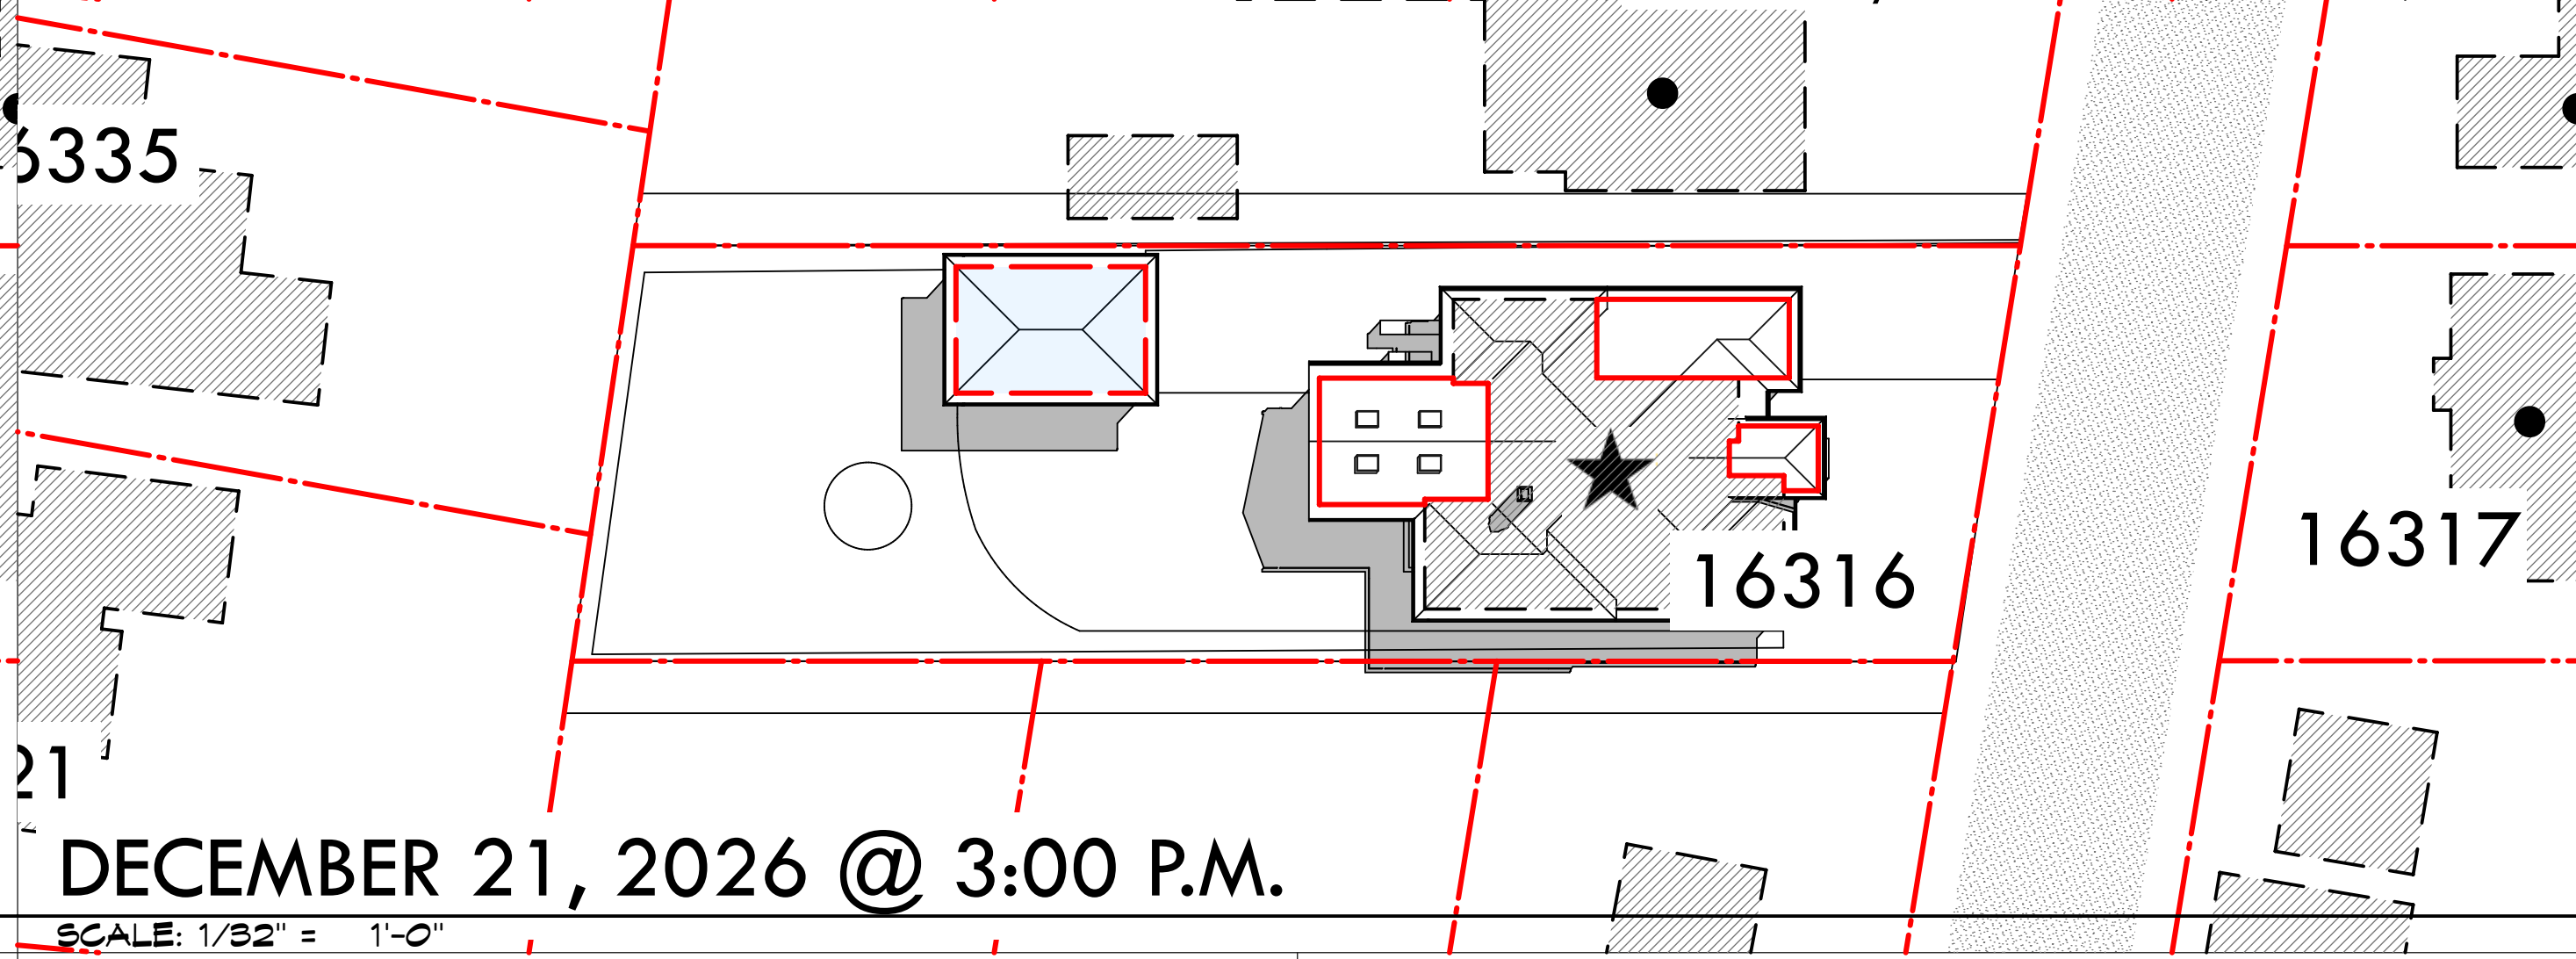 6335
16316
16317
21
DECEMBER 21, 2026 @ 3:00 P.M.
SCALE: 1/32" = 1'-0"